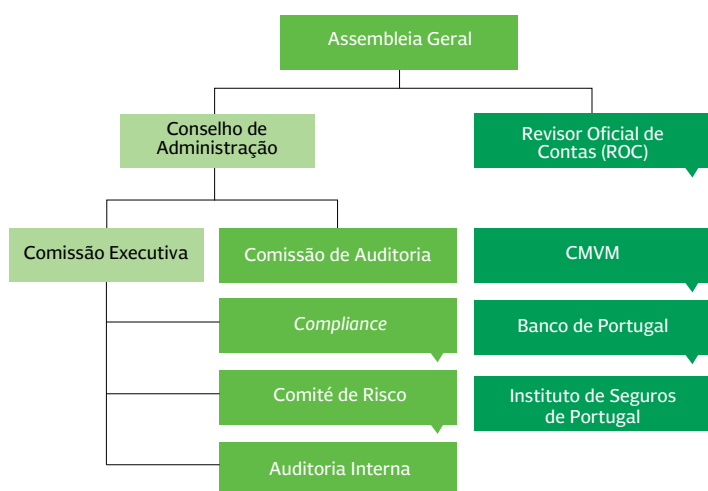 Assembleia Geral
Conselho de
Administração
Revisor Oficial de
Contas (ROC)
Comissão Executiva
Comissão de Auditoria
CMVM
Compliance
Banco de Portugal
Comité de Risco
Instituto de Seguros
de Portugal
Auditoria Interna